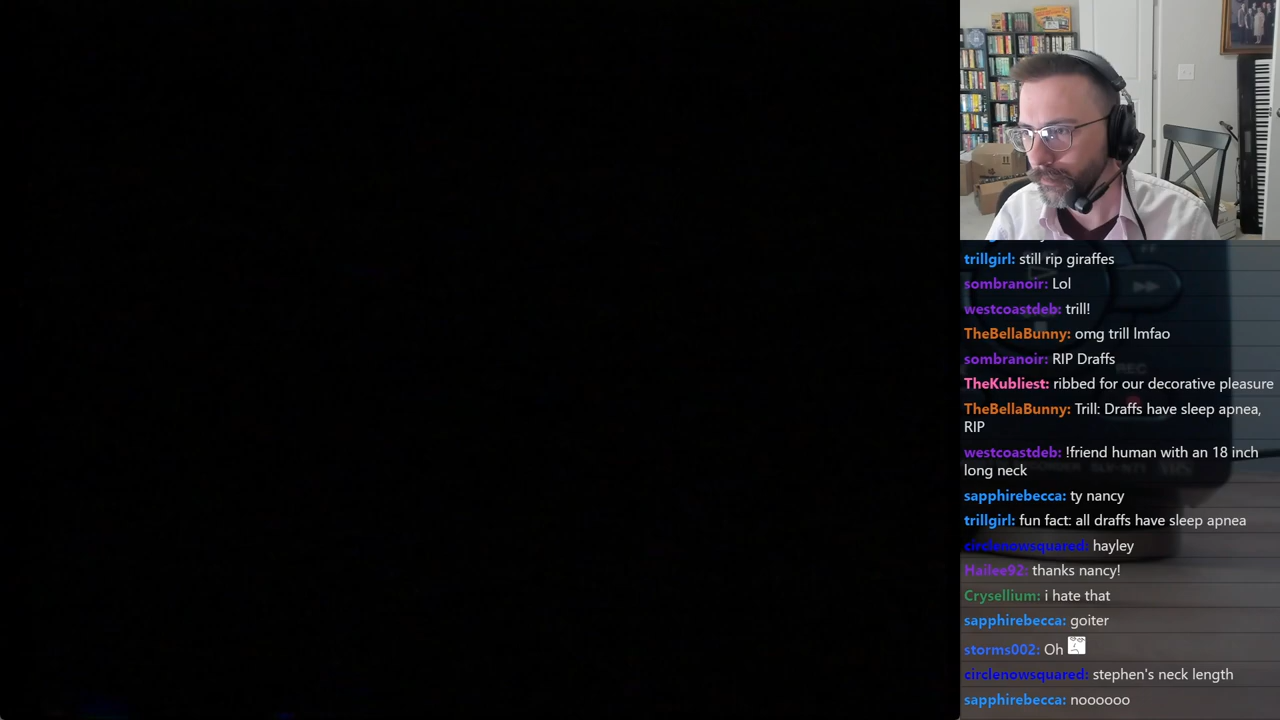 trillgirl: still rip giraffes
sombranoir: Lol
westcoastdeb: trill!
TheBellaBunny: omg trill lmfao
sombranoir: RIP Draffs
TheKubliest: ribbed for our decorative pleasure
TheBellaBunny: Trill: Draffs have sleep apnea,
RIP
westcoastdeb: !friend human with an 18 inch
long neck
sapphirebecca: ty nancy
trillgirl: fun fact: all draffs have sleep apnea
circlenowsquared: hayley
Hailee92: thanks nancy!
Crysellium: i hate that
sapphirebecca: goiter
storms002: Oh
circlenowsquared: stephen's neck length
sapphirebecca: noooooo
REC